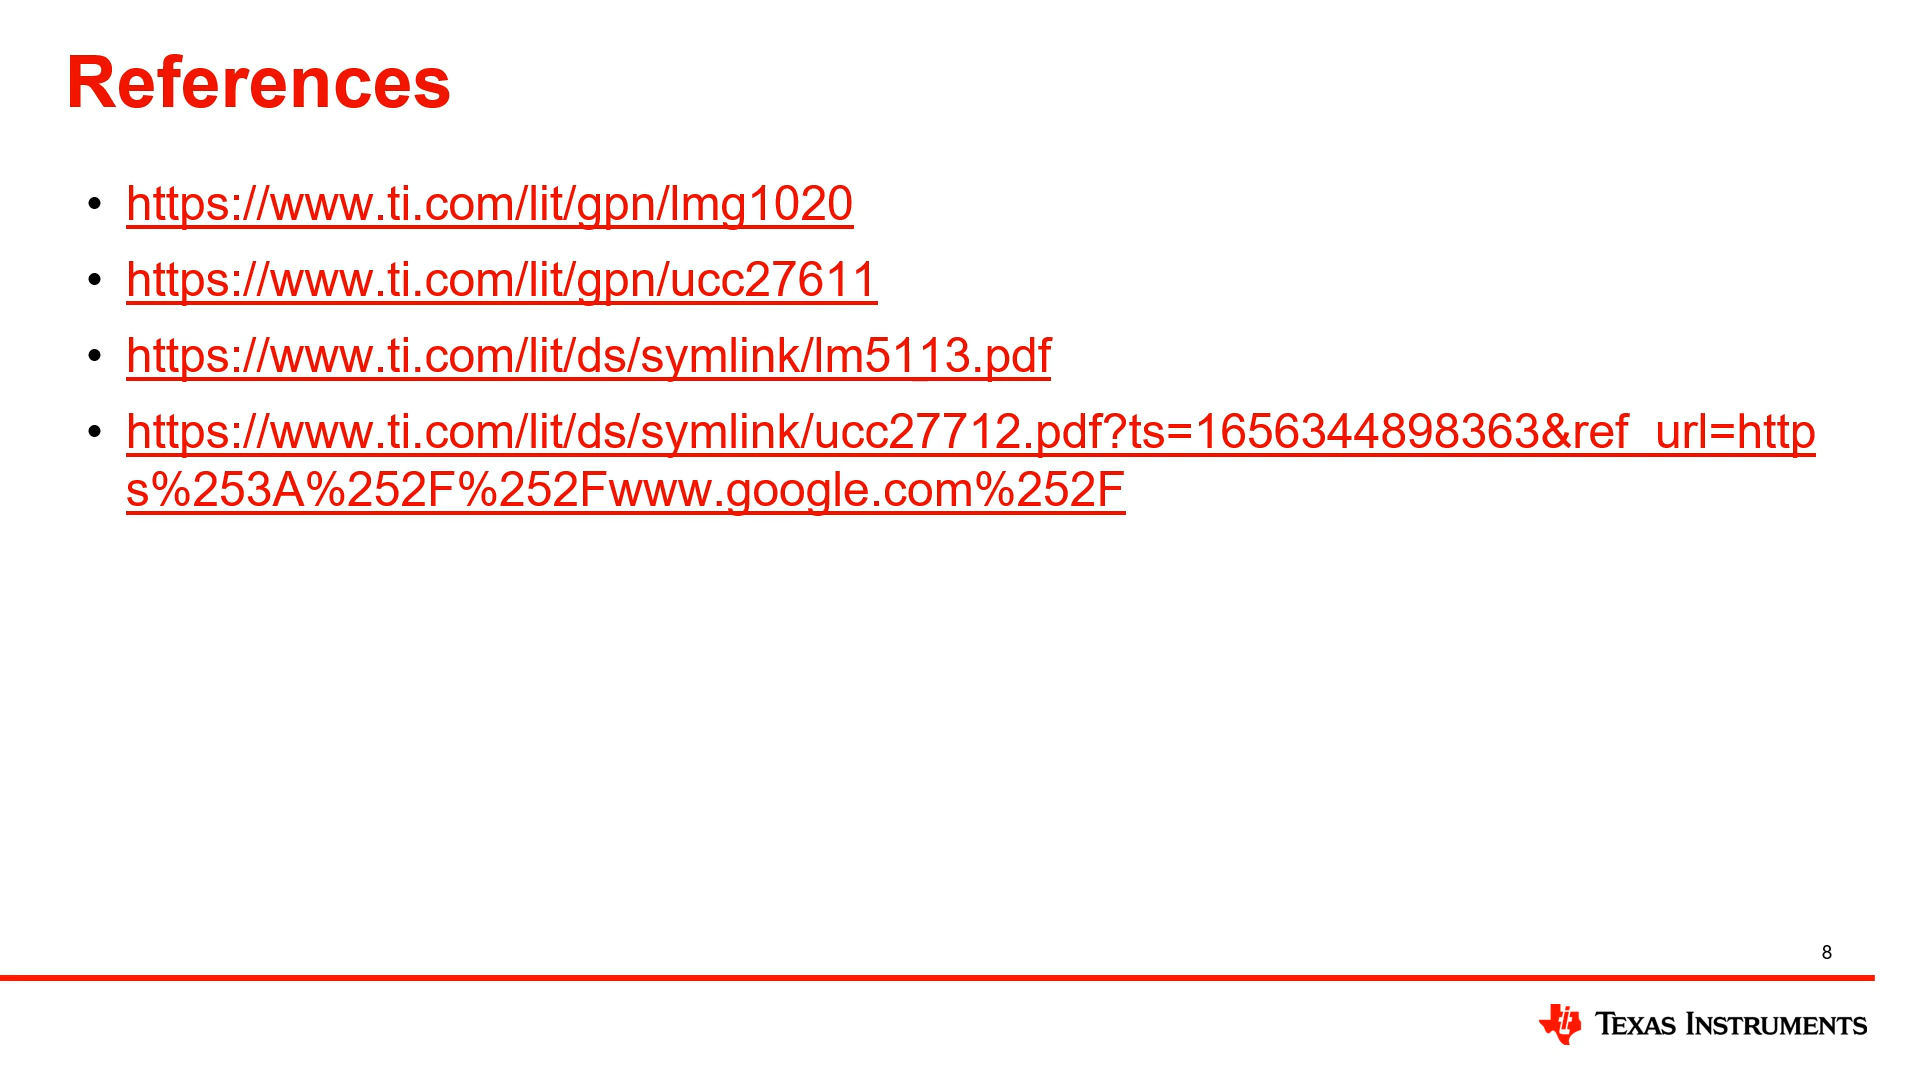 References
• https://www.ti.com/lit/gpn/lmg1020
• https://www.ti.com/lit/gpn/ucc27611
• https://www.ti.com/lit/ds/symlink/lm5113.pdf
• https://www.ti.com/lit/ds/symlink/ucc27712.pdf?ts=1656344898363&ref_url=http
s%253A%252F%252Fwww.google.com%252F
8
TEXAS INSTRUMENTS